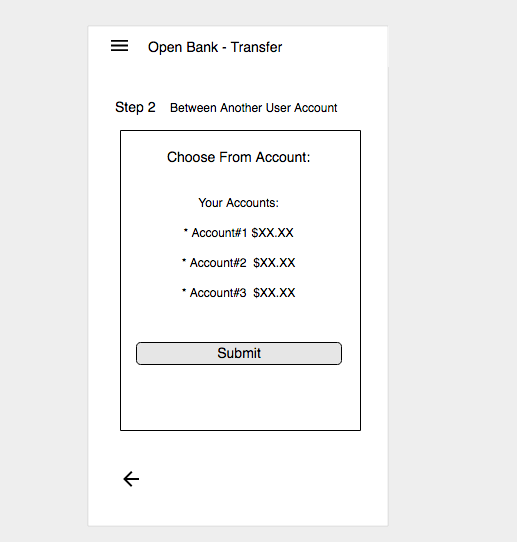 Open Bank - Transfer
Step 2 Between Another User Account
Choose From Account:
Your Accounts:
* Account#1 $XX.XX
* Account#2 $XX.XX
* Account#3 $XX.XX
Submit